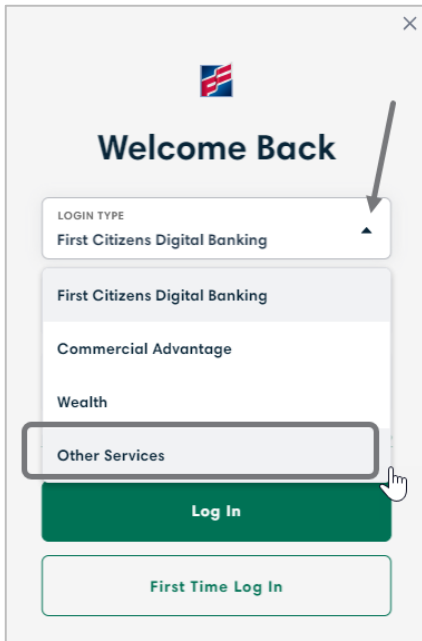 Welcome Back
LOGIN TYPE
First Citizens Digital Banking
First Citizens Digital Banking
Commercial Advantage
Wealth
Other Services
Log In
First Time Log In